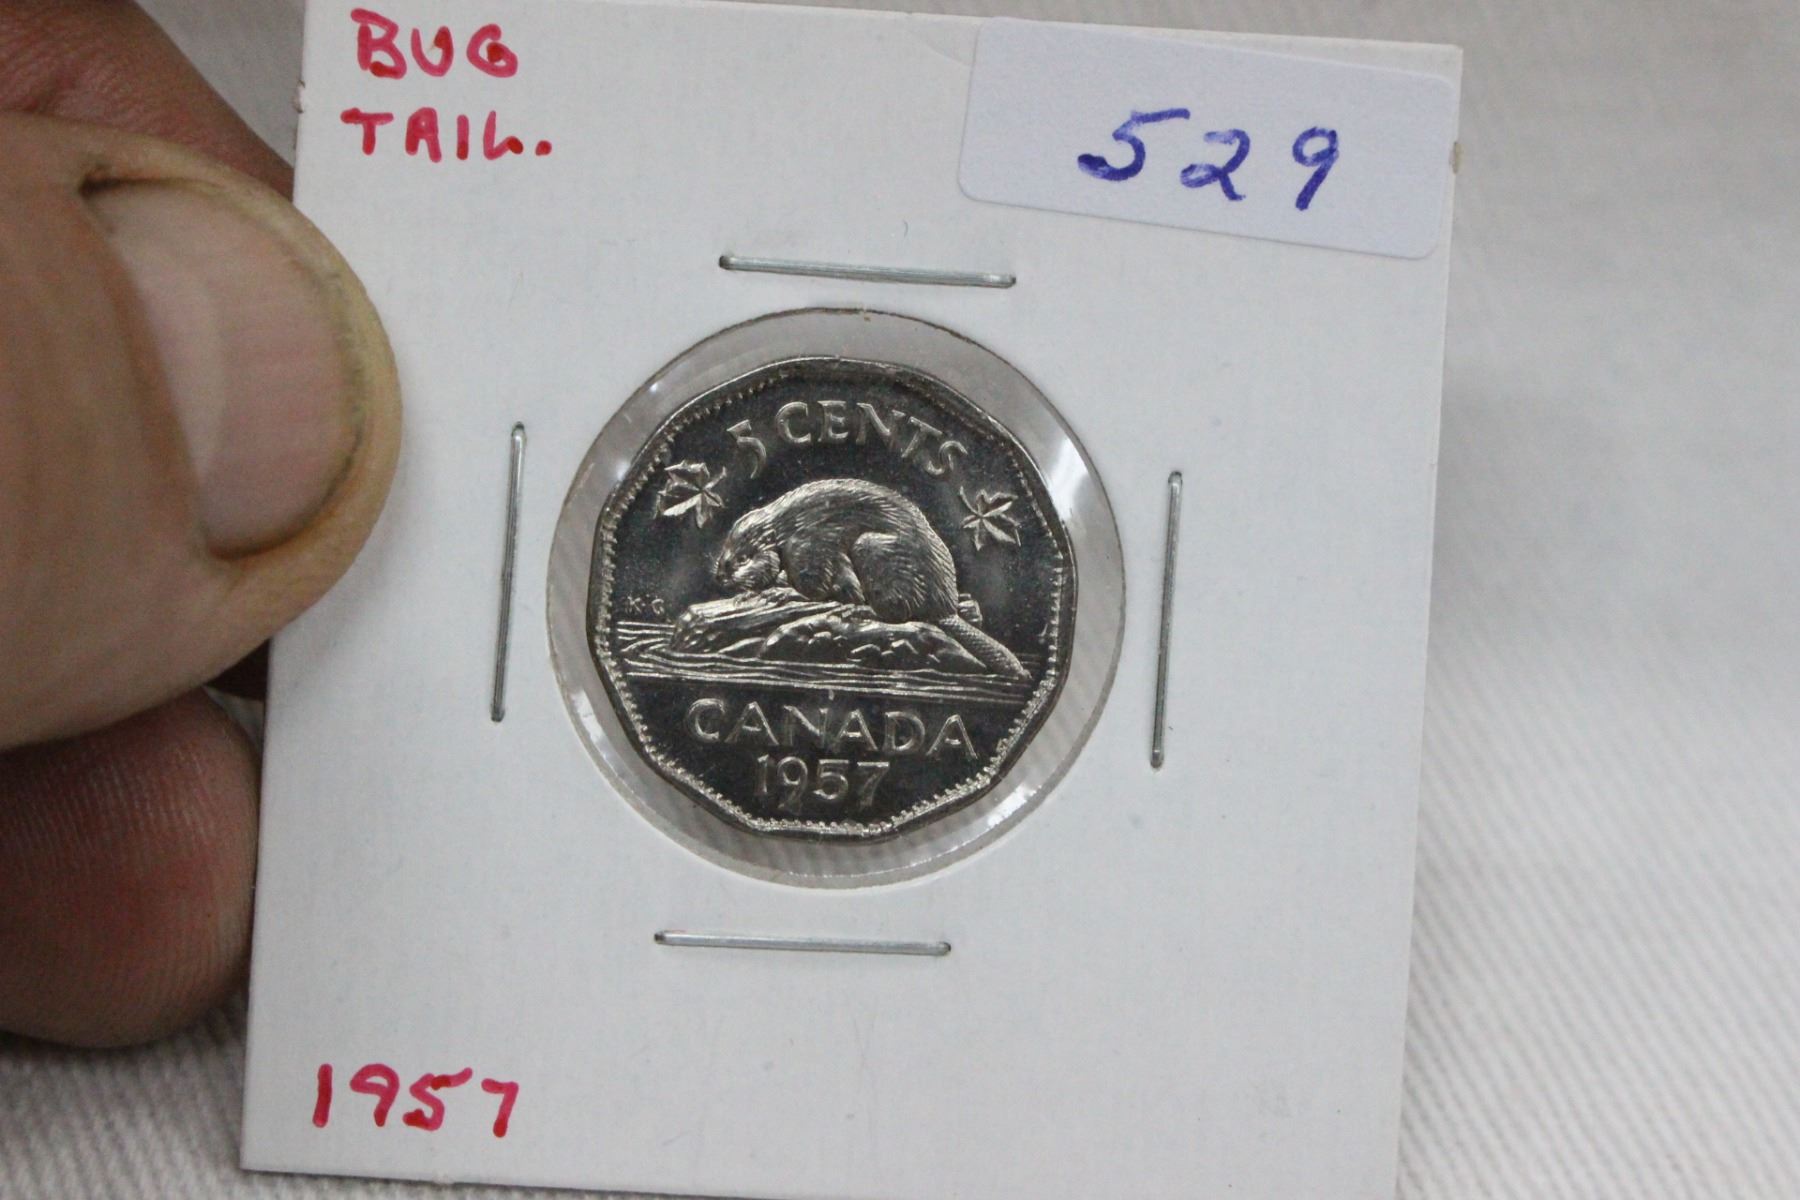 BUG
TAIL.
529
5 CENTS
K·G
CANADA
1957
1957